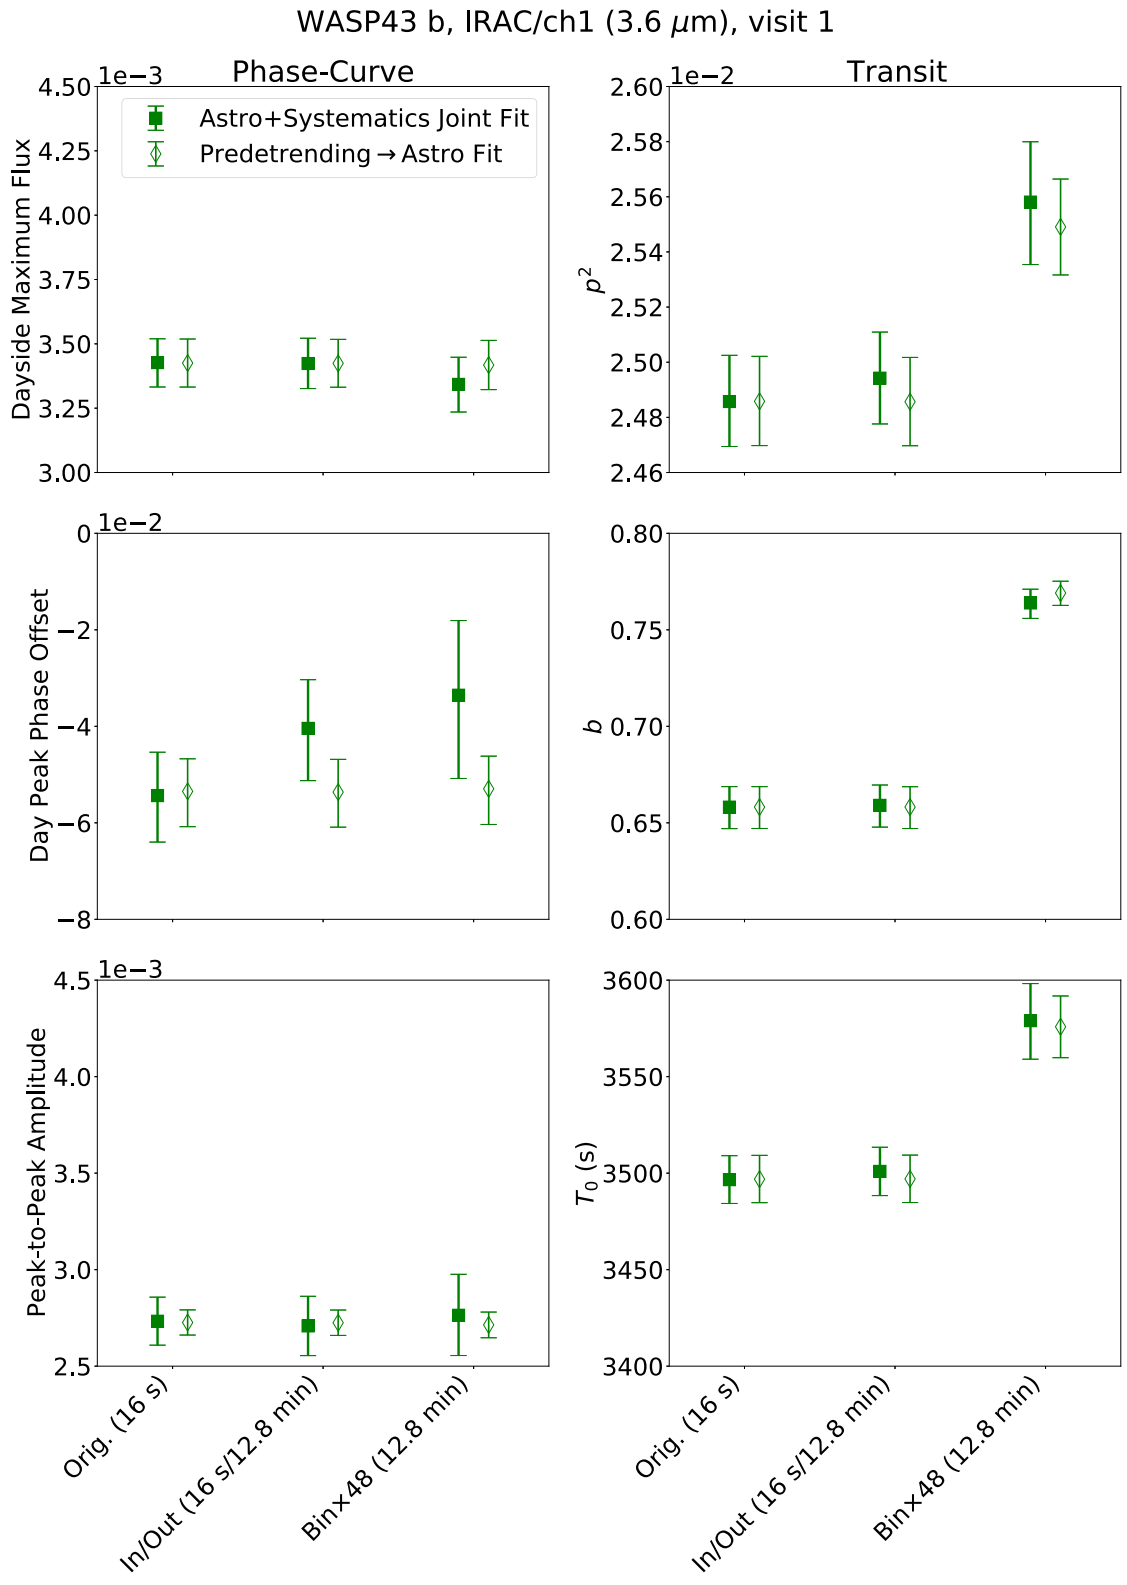 WASP43 b, IRAC/ch1 (3.6 μm), visit 1
Phase-Curve
1e−3
Dayside Maximum Flux
4.50
4.25
4.00
3.75
3.50
3.25
3.00
Astro+Systematics Joint Fit
Predetrending→Astro Fit
Transit
1e−2
p²
2.60
2.58
2.56
2.54
2.52
2.50
2.48
2.46
1e−2
Day Peak Phase Offset
0
−2
−4
−6
−8
b
0.80
0.75
0.70
0.65
0.60
1e−3
Peak-to-Peak Amplitude
4.5
4.0
3.5
3.0
2.5
Orig. (16 s)
In/Out (16 s/12.8 min)
Bin×48 (12.8 min)
T₀ (s)
3600
3550
3500
3450
3400
Orig. (16 s)
In/Out (16 s/12.8 min)
Bin×48 (12.8 min)